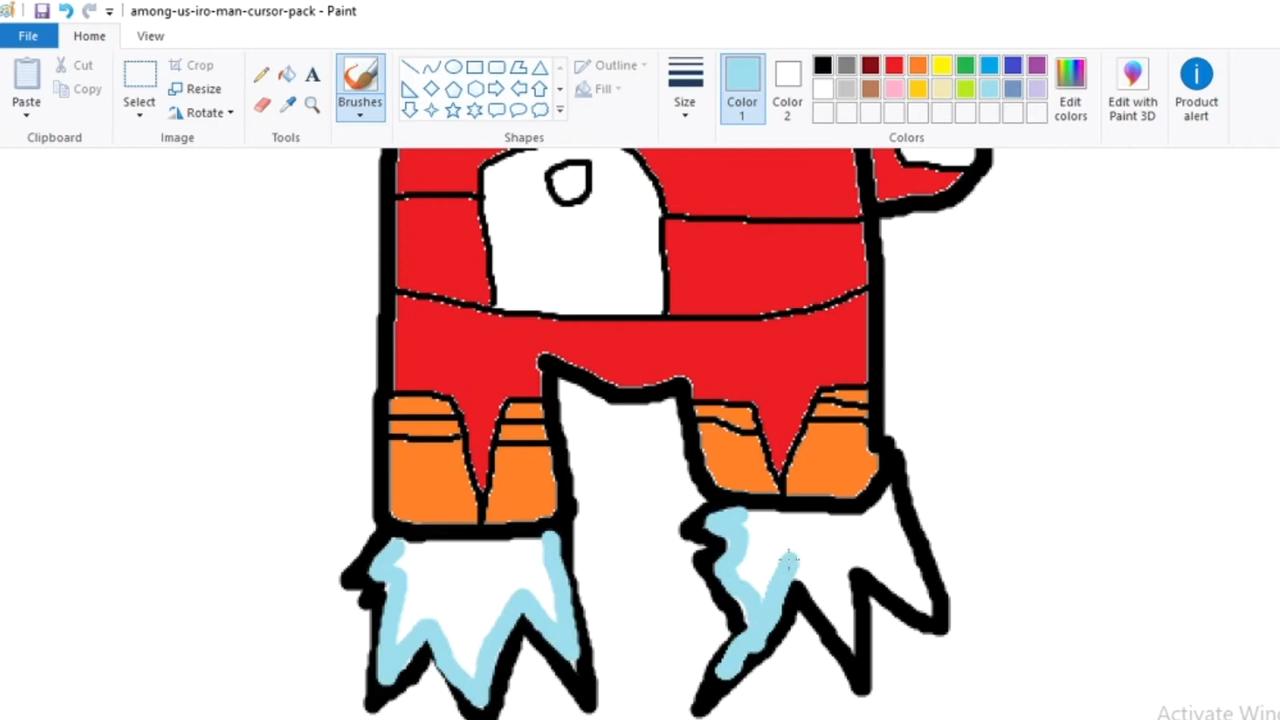 among-us-iro-man-cursor-pack - Paint
File Home View
Paste
Cut
Copy
Clipboard
Select
Crop
Resize
Rotate
Image
A
Tools
Brushes
Outline
Fill
Shapes
Size
Color 1
Color 2
Edit colors
Colors
Edit with Paint 3D
Product alert
Activate Win